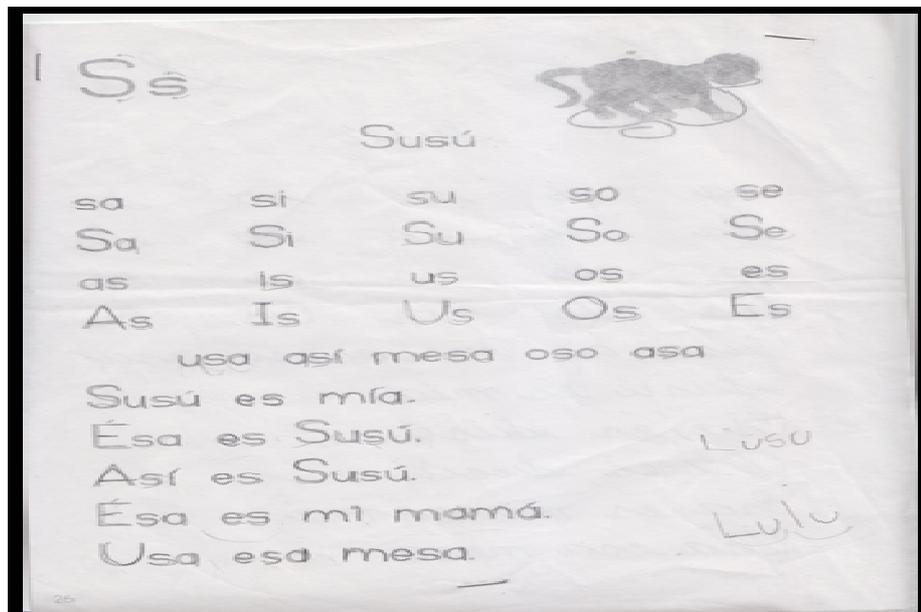 Ss
Susú
sa si su so se
Sa Si Su So Se
as is us os es
As Is Us Os Es
usa así mesa oso asa
Susú es mía.
Ésa es Susú.
Así es Susú.
Ésa es mi mamá.
Usa esa mesa.
Lusu
Lulu
26